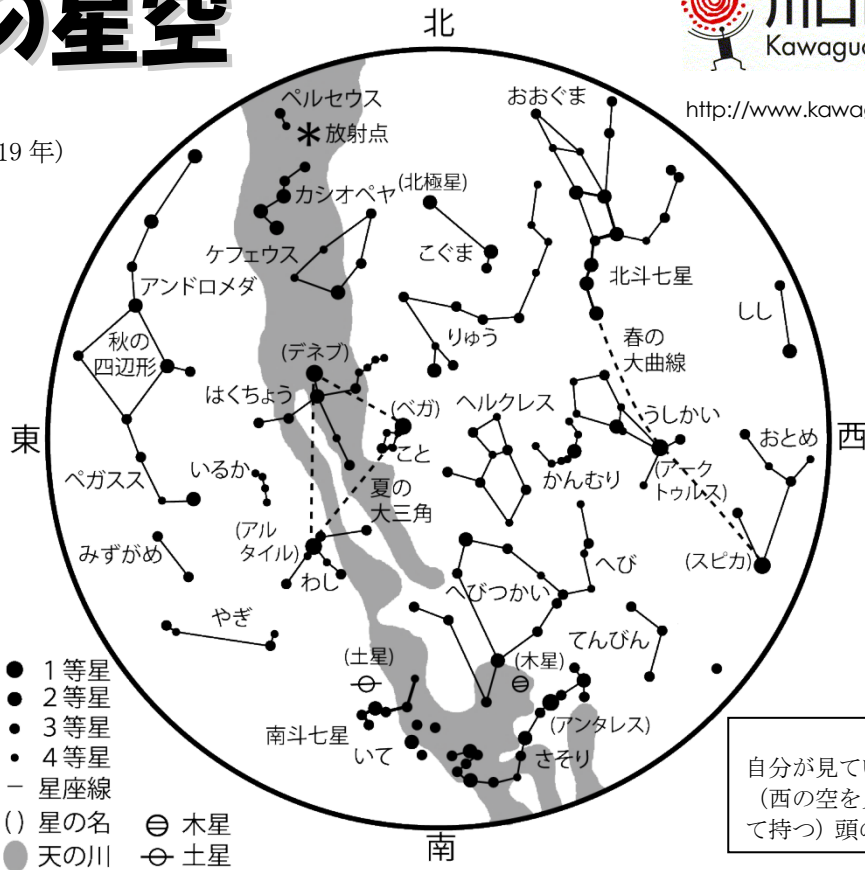 の星空
川口
Kawagu
http://www.kawa
19年)
北
ペルセウス
放射点
カシオペヤ
(北極星)
おおぐま
ケフェウス
こぐま
アンドロメダ
北斗七星
しし
秋の
四辺形
りゅう
春の
大曲線
(デネブ)
はくちょう
(ベガ)
ヘルクレス
うしかい
東
西
おとめ
こと
ペガスス
いるか
夏の
大三角
かんむり
(アーク
トゥルス)
(アル
タイル)
みずがめ
わし
へび
(スピカ)
へびつかい
やぎ
てんびん
(土星)
(木星)
南斗七星
(アンタレス)
いて
さそり
南
1等星
2等星
3等星
4等星
星座線
() 星の名
木星
天の川
土星
自分が見てい
(西の空を
て持つ) 頭の